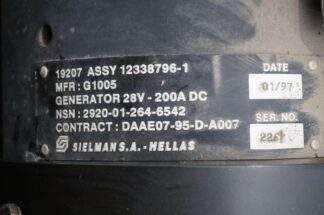 19207 ASSY 12338796-1
MFR : G1005
GENERATOR 28V - 200A DC
NSN : 2920-01-264-6542
CONTRACT : DAAE07-95-D-A007
SIELMAN S.A. - HELLAS
DATE
01/97
SER. NO.